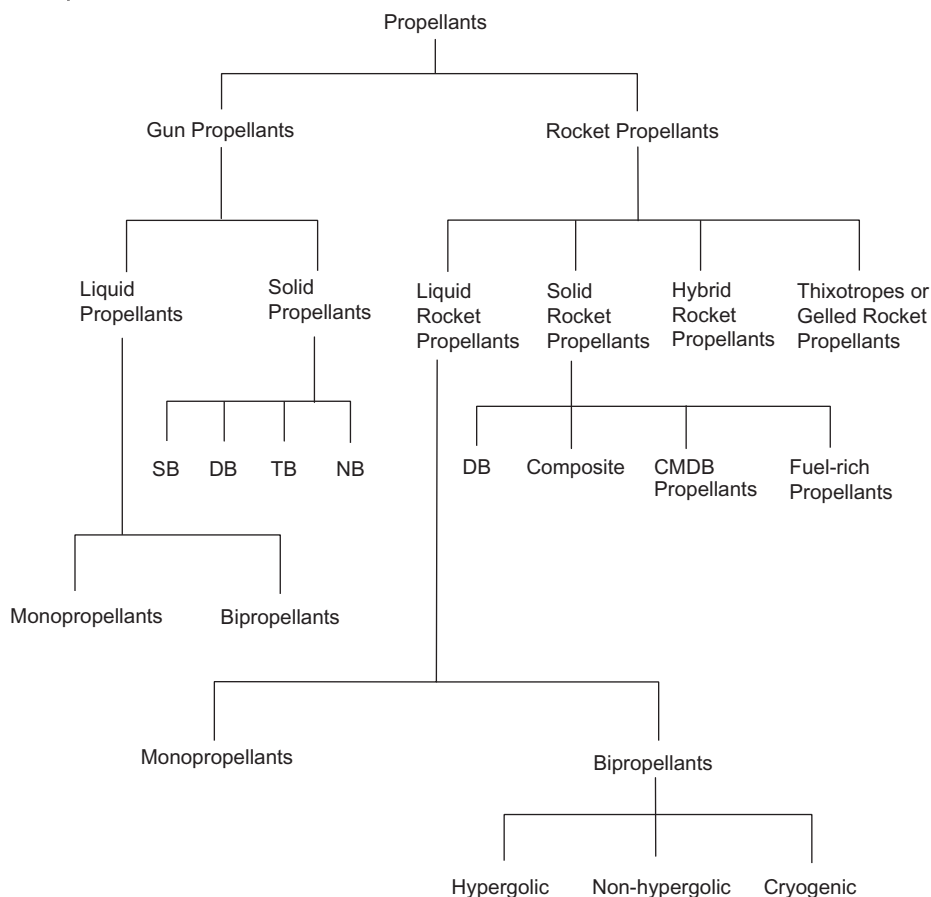 Propellants
Gun Propellants
Rocket Propellants
Liquid
Propellants
Solid
Propellants
Liquid
Rocket
Propellants
Solid
Rocket
Propellants
Hybrid
Rocket
Propellants
Thixotropes or
Gelled Rocket
Propellants
SB
DB
TB
NB
DB
Composite
CMDB
Propellants
Fuel-rich
Propellants
Monopropellants
Bipropellants
Monopropellants
Bipropellants
Hypergolic
Non-hypergolic
Cryogenic